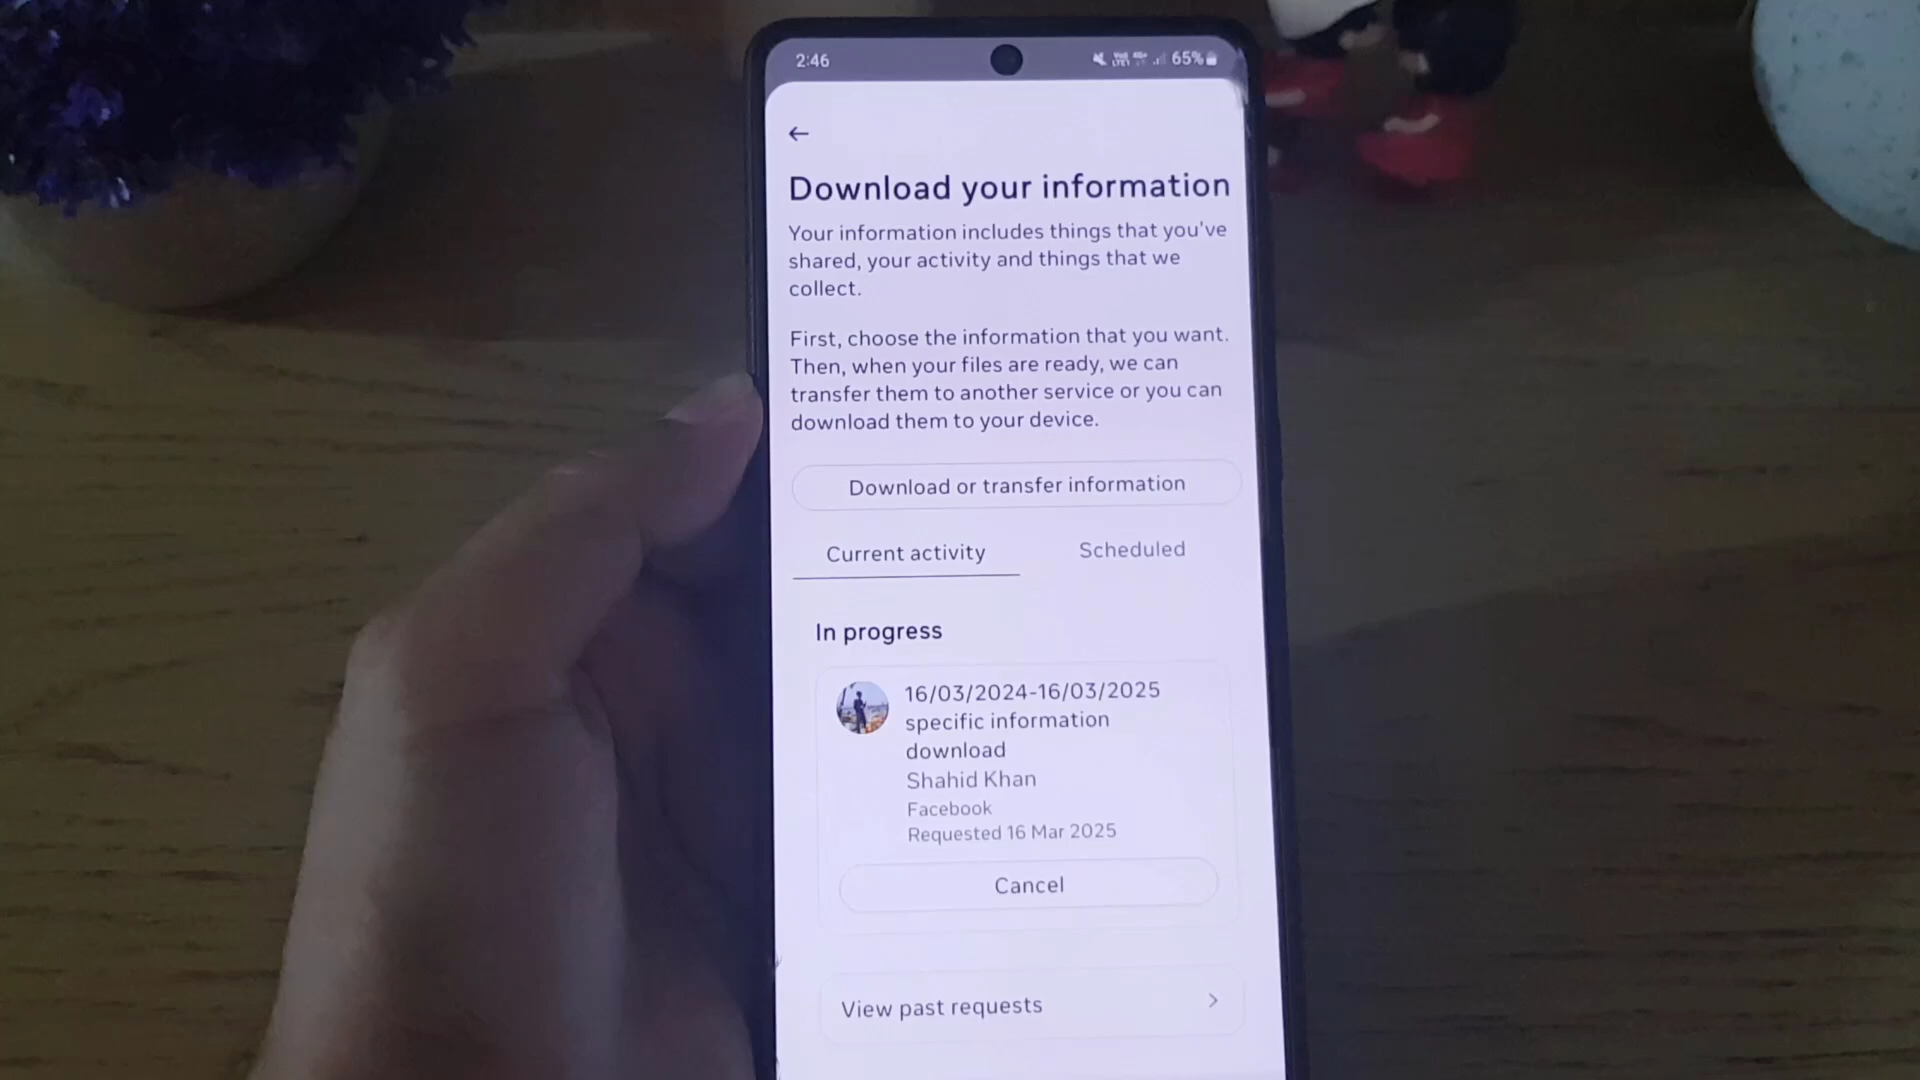 2:46
65%
Download your information
Your information includes things that you've
shared, your activity and things that we
collect.
First, choose the information that you want.
Then, when your files are ready, we can
transfer them to another service or you can
download them to your device.
Download or transfer information
Current activity
Scheduled
In progress
16/03/2024-16/03/2025
specific information
download
Shahid Khan
Facebook
Requested 16 Mar 2025
Cancel
View past requests